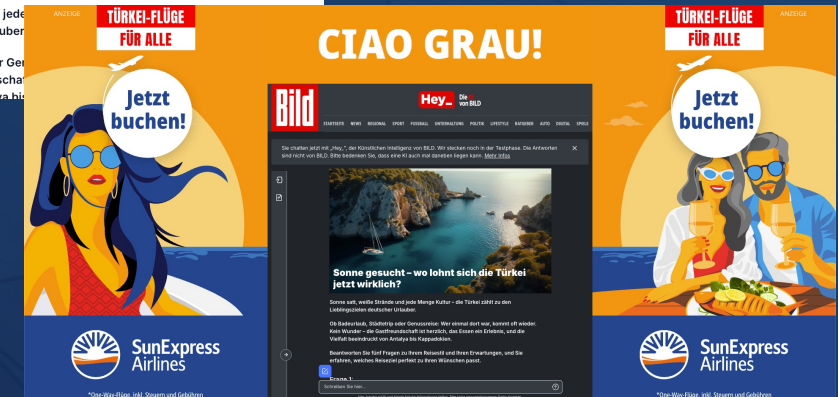 jede
uber
r Ger
scha
ya bis
ANZEIGE
TÜRKEI-FLÜGE
FÜR ALLE
Jetzt
buchen!
CIAO GRAU!
TÜRKEI-FLÜGE
FÜR ALLE
ANZEIGE
Jetzt
buchen!
Bild
Hey_ Die
von BILD
STARTSEITE NEWS REGIONAL SPORT FUSSBALL UNTERHALTUNG POLITIK LIFESTYLE RATGEBER AUTO DIGITAL SPIELE
Sie chatten jetzt mit „Hey_", der Künstlichen Intelligenz von BILD. Wir stecken noch in der Testphase. Die Antworten
sind nicht von BILD. Bitte bedenken Sie, dass eine KI auch mal daneben liegen kann. Mehr Infos
Sonne gesucht – wo lohnt sich die Türkei
jetzt wirklich?
Sonne satt, weiße Strände und jede Menge Kultur – die Türkei zählt zu den
Lieblingszielen deutscher Urlauber.
Ob Badeurlaub, Städtetrip oder Genussreise: Wer einmal dort war, kommt oft wieder.
Kein Wunder – die Gastfreundschaft ist herzlich, das Essen ein Erlebnis, und die
Vielfalt beeindruckt von Antalya bis Kappadokien.
Beantworten Sie fünf Fragen zu Ihrem Reisestil und Ihren Erwartungen, und Sie
erfahren, welches Reiseziel perfekt zu Ihren Wünschen passt.
Frage 1:
Schreiben Sie hier...
SunExpress
Airlines
*One-Way-Flüge, inkl. Steuern und Gebühren
SunExpress
Airlines
*One-Way-Flüge, inkl. Steuern und Gebühren